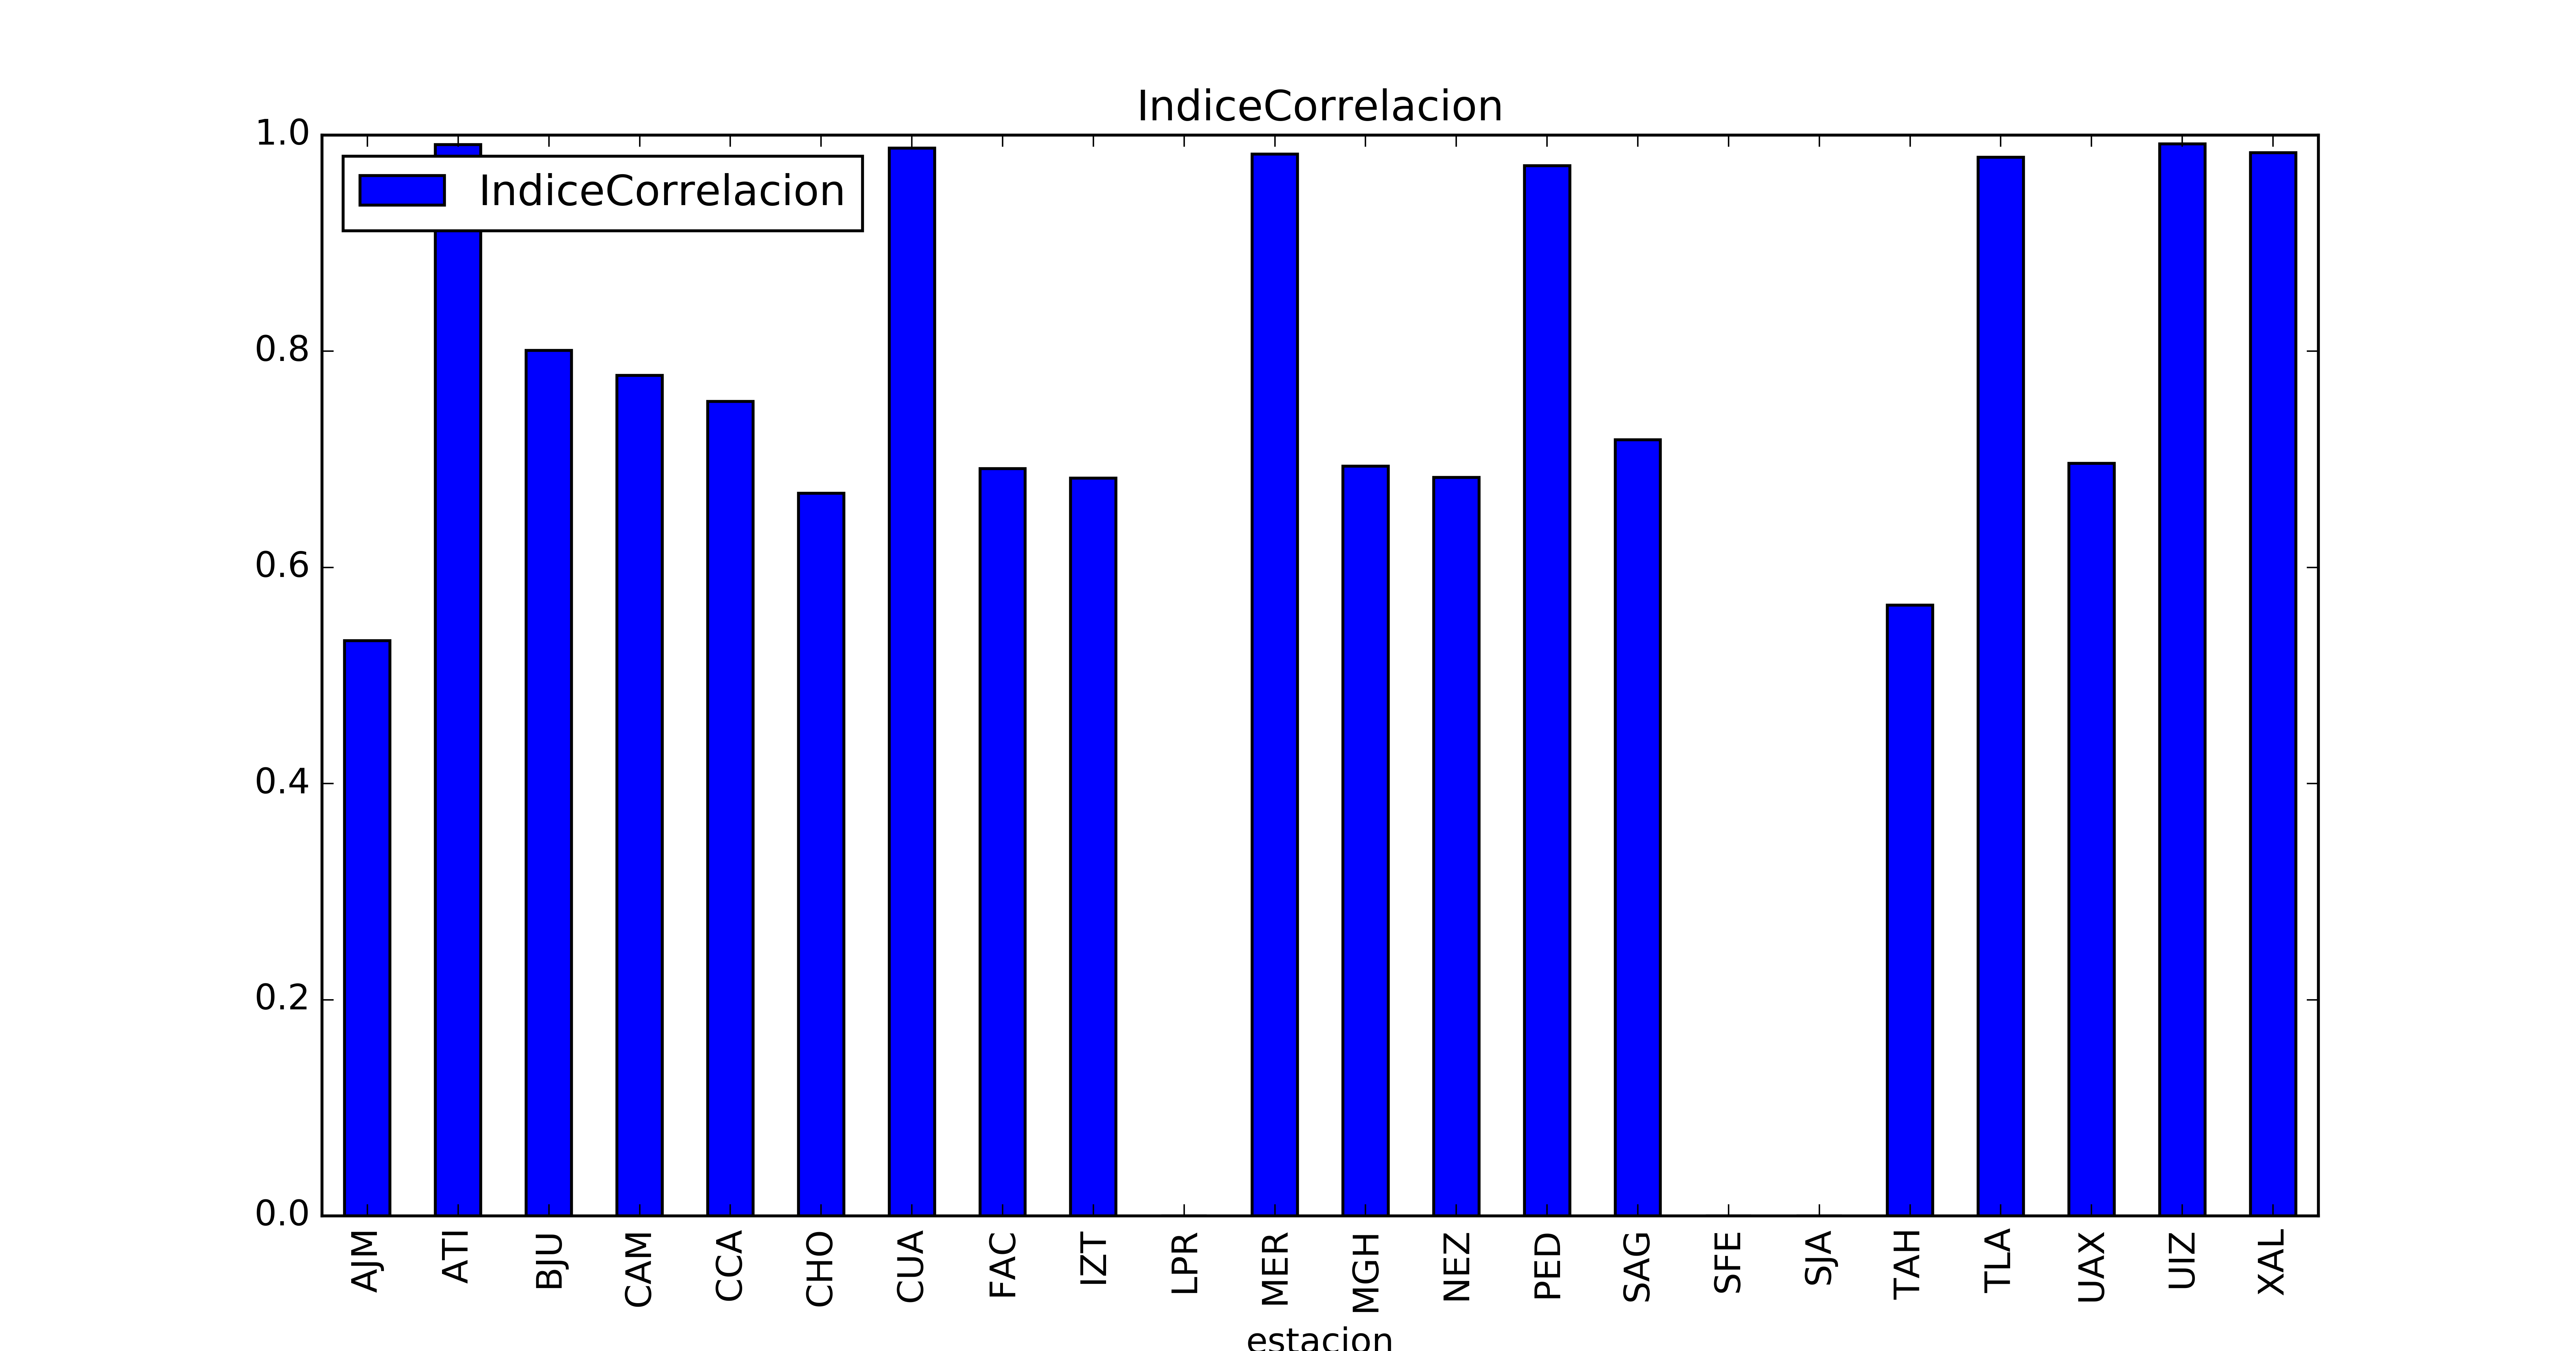 IndiceCorrelacion
IndiceCorrelacion
1.0
0.8
0.6
0.4
0.2
0.0
AJM ATI BJU CAM CCA CHO CUA FAC IZT LPR MER MGH NEZ PED SAG SFE SJA TAH TLA UAX UIZ XAL
estacion